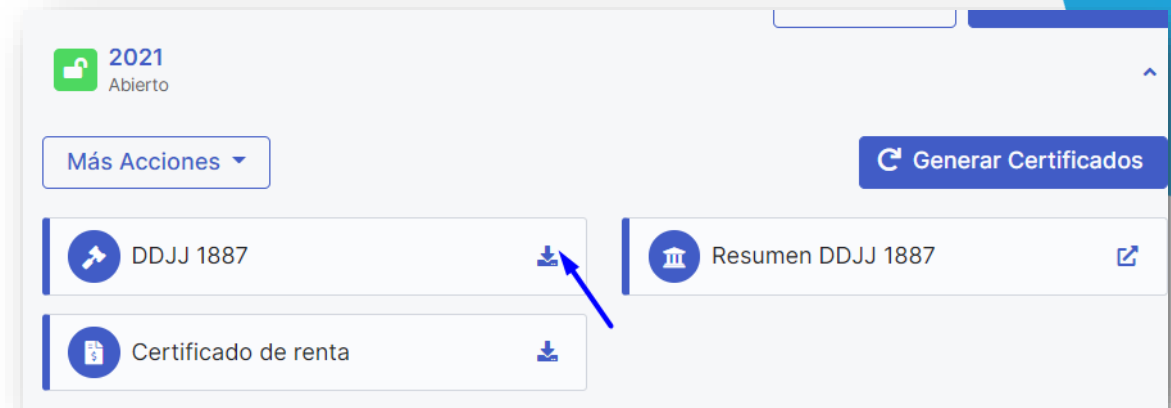 2021
Abierto
Más Acciones
Generar Certificados
DDJJ 1887
Resumen DDJJ 1887
Certificado de renta